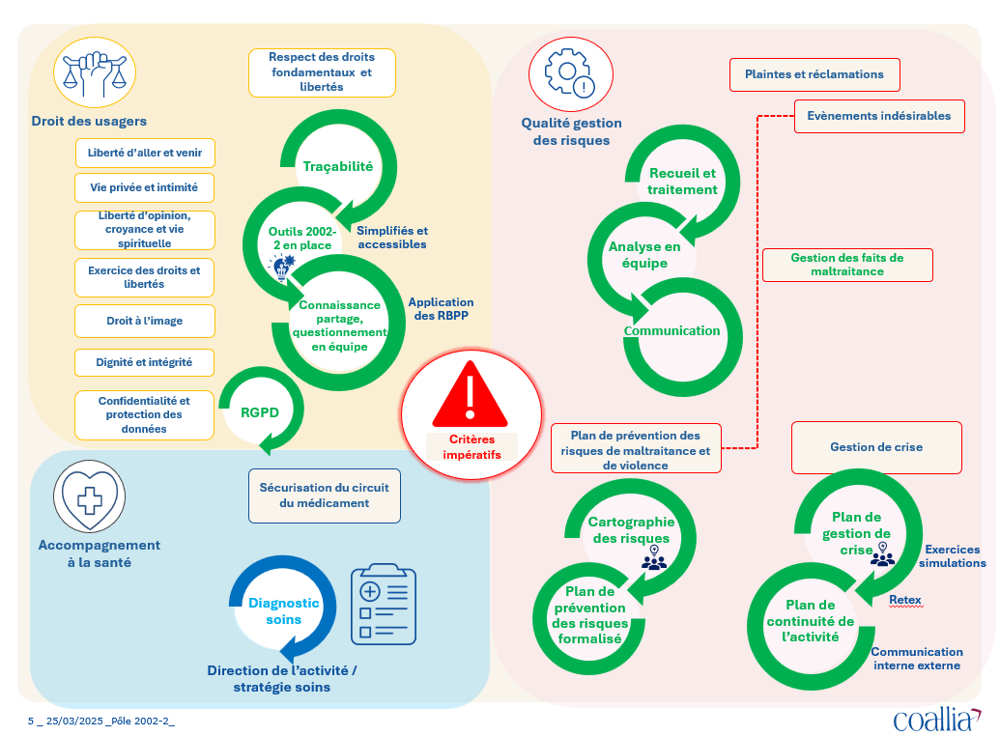 Droit des usagers
Respect des droits
fondamentaux et
libertés
Liberté d'aller et venir
Vie privée et intimité
Liberté d'opinion,
croyance et vie
spirituelle
Exercice des droits et
libertés
Droit à l'image
Dignité et intégrité
Confidentialité et
protection des
données
Traçabilité
Outils 2002-
2 en place
Simplifiés et
accessibles
Connaissance
partage,
questionnement
en équipe
Application
des RBPP
RGPD
Qualité gestion
des risques
Plaintes et réclamations
Evènements indésirables
Recueil et
traitement
Analyse en
équipe
Communication
Gestion des faits de
maltraitance
Critères
impératifs
Plan de prévention des
risques de maltraitance et
de violence
Cartographie
des risques
Plan de
prévention
des risques
formalisé
Gestion de crise
Plan de
gestion de
crise
Exercices
simulations
Retex
Plan de
continuité de
l'activité
Communication
interne externe
Accompagnement
à la santé
Sécurisation du circuit
du médicament
Diagnostic
soins
Direction de l'activité /
stratégie soins
5 _ 25/03/2025 _Pôle 2002-2_
coallia